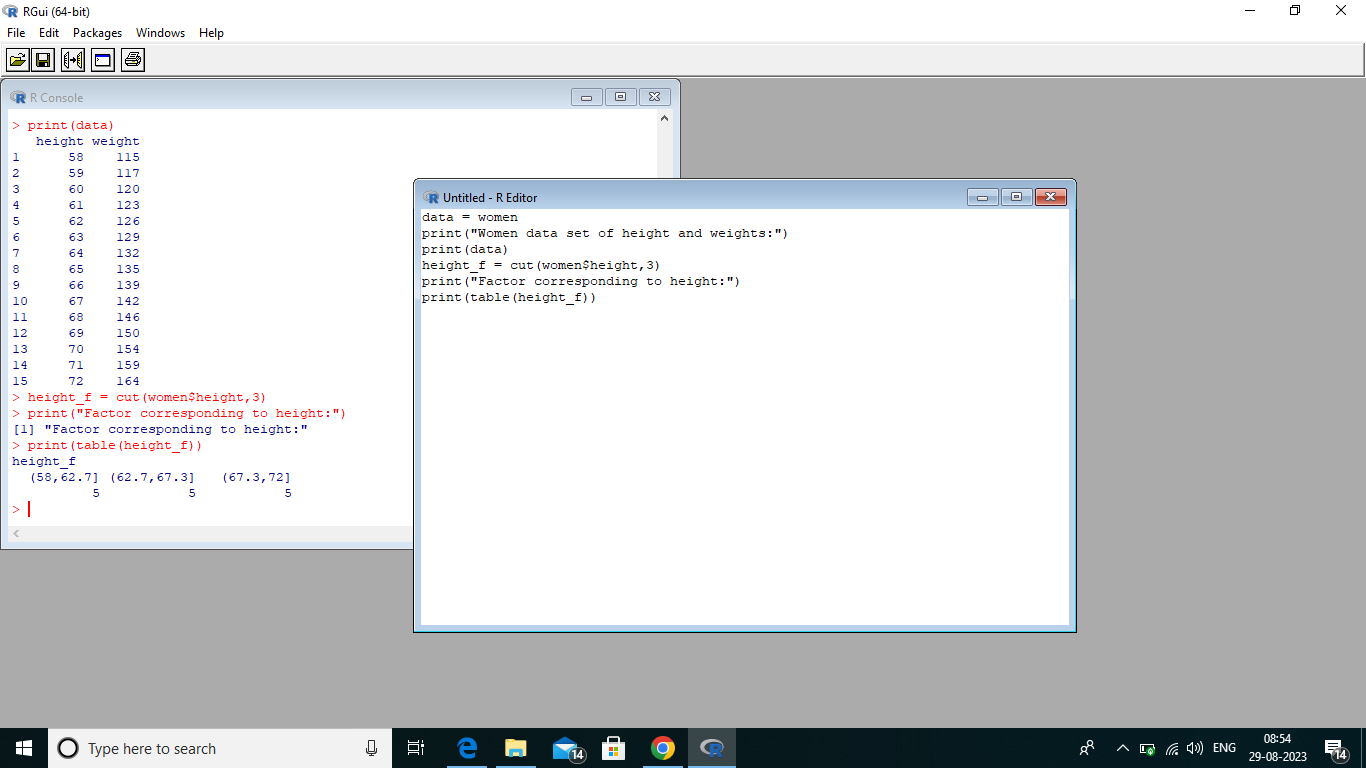 RGui (64-bit)
File Edit Packages Windows Help
R Console
> print(data)
   height weight
1      58    115
2      59    117
3      60    120
4      61    123
5      62    126
6      63    129
7      64    132
8      65    135
9      66    139
10     67    142
11     68    146
12     69    150
13     70    154
14     71    159
15     72    164
> height_f = cut(women$height,3)
> print("Factor corresponding to height:")
[1] "Factor corresponding to height:"
> print(table(height_f))
height_f
  (58,62.7] (62.7,67.3]   (67.3,72]
          5           5           5
>
Untitled - R Editor
data = women
print("Women data set of height and weights:")
print(data)
height_f = cut(women$height,3)
print("Factor corresponding to height:")
print(table(height_f))
Type here to search
14
ENG
08:54
29-08-2023
14